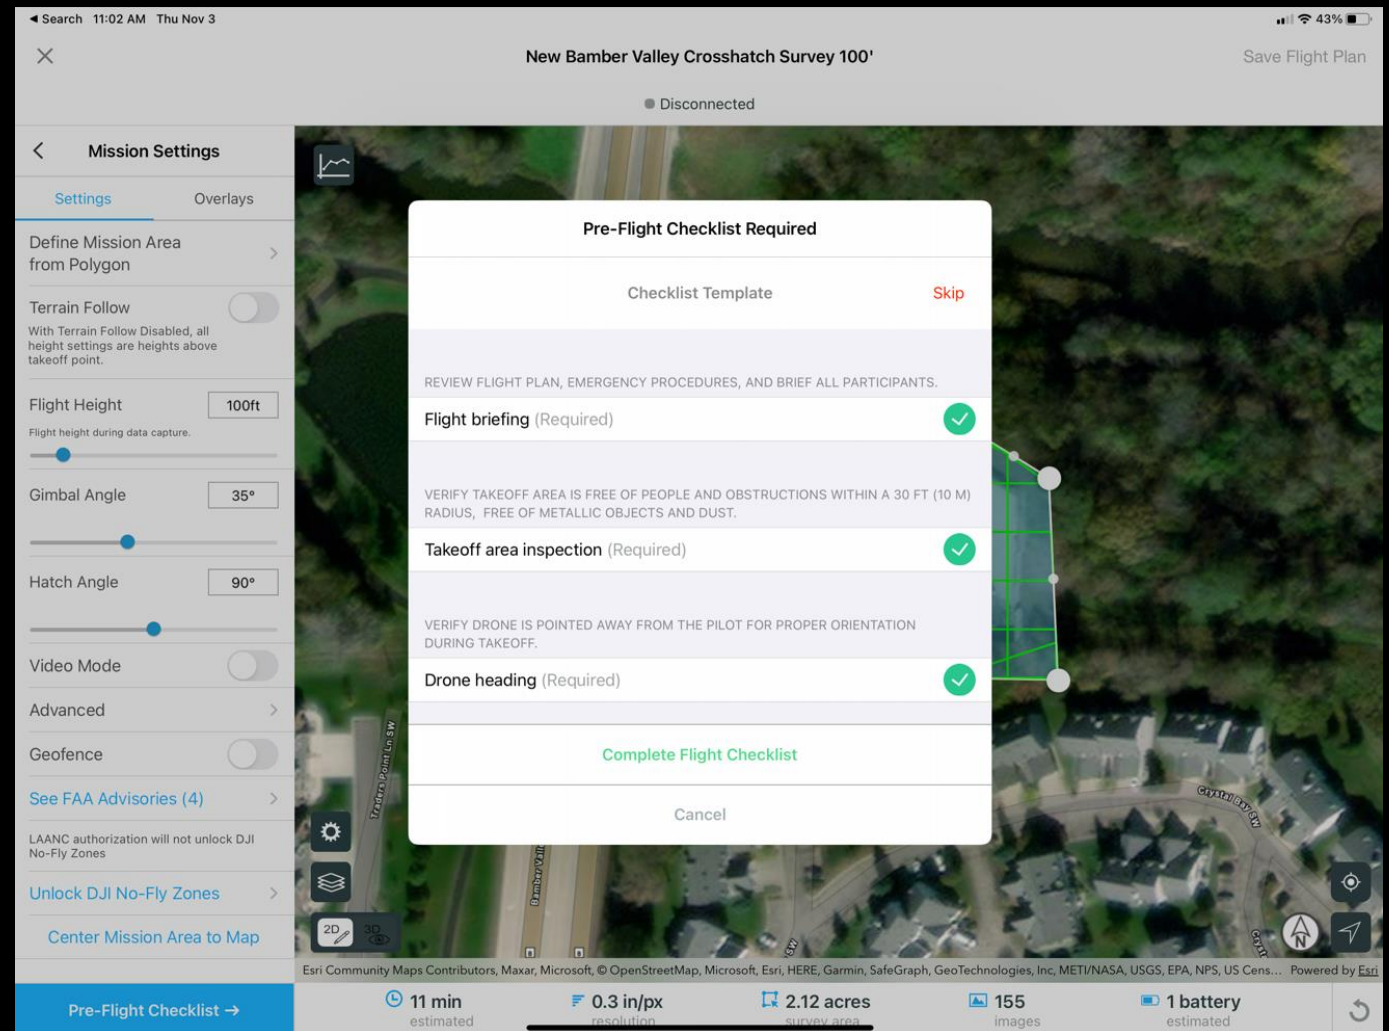 Search 11:02 AM Thu Nov 3
43%
New Bamber Valley Crosshatch Survey 100'
Save Flight Plan
Disconnected
Mission Settings
Settings
Overlays
Define Mission Area
from Polygon
Terrain Follow
With Terrain Follow Disabled, all
height settings are heights above
takeoff point.
Flight Height
100ft
Flight height during data capture.
Gimbal Angle
35°
Hatch Angle
90°
Video Mode
Advanced
Geofence
See FAA Advisories (4)
LAANC authorization will not unlock DJI
No-Fly Zones
Unlock DJI No-Fly Zones
Center Mission Area to Map
Pre-Flight Checklist →
Pre-Flight Checklist Required
Checklist Template
Skip
REVIEW FLIGHT PLAN, EMERGENCY PROCEDURES, AND BRIEF ALL PARTICIPANTS.
Flight briefing (Required)
VERIFY TAKEOFF AREA IS FREE OF PEOPLE AND OBSTRUCTIONS WITHIN A 30 FT (10 M)
RADIUS, FREE OF METALLIC OBJECTS AND DUST.
Takeoff area inspection (Required)
VERIFY DRONE IS POINTED AWAY FROM THE PILOT FOR PROPER ORIENTATION
DURING TAKEOFF.
Drone heading (Required)
Complete Flight Checklist
Cancel
Traders Point Ln SW
Bamber Vall
Crystal Bay SW
SW
Cryst
2D
3D
N
Esri Community Maps Contributors, Maxar, Microsoft, © OpenStreetMap, Microsoft, Esri, HERE, Garmin, SafeGraph, GeoTechnologies, Inc, METI/NASA, USGS, EPA, NPS, US Cens... Powered by Esri
11 min
estimated
0.3 in/px
resolution
2.12 acres
survey area
155
images
1 battery
estimated